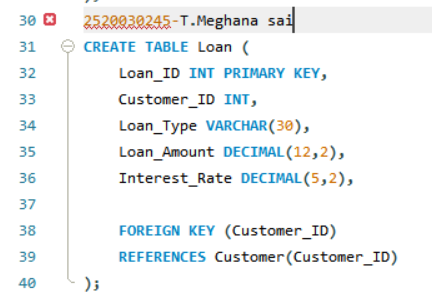 30 2520030245-T.Meghana sai
31 CREATE TABLE Loan (
32 Loan_ID INT PRIMARY KEY,
33 Customer_ID INT,
34 Loan_Type VARCHAR(30),
35 Loan_Amount DECIMAL(12,2),
36 Interest_Rate DECIMAL(5,2),
37
38 FOREIGN KEY (Customer_ID)
39 REFERENCES Customer(Customer_ID)
40 );